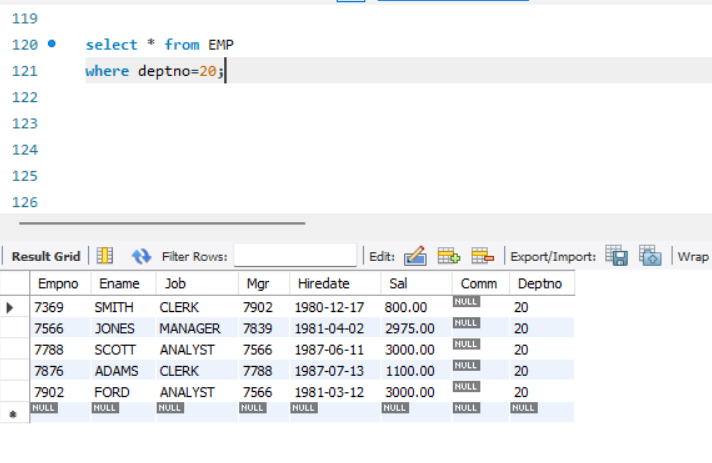 119
120 select * from EMP
121 where deptno=20;
122
123
124
125
126
Result Grid Filter Rows: Edit: Export/Import: Wrap
Empno Ename Job Mgr Hiredate Sal Comm Deptno
7369 SMITH CLERK 7902 1980-12-17 800.00 NULL 20
7566 JONES MANAGER 7839 1981-04-02 2975.00 NULL 20
7788 SCOTT ANALYST 7566 1987-06-11 3000.00 NULL 20
7876 ADAMS CLERK 7788 1987-07-13 1100.00 NULL 20
7902 FORD ANALYST 7566 1981-03-12 3000.00 NULL 20
NULL NULL NULL NULL NULL NULL NULL NULL